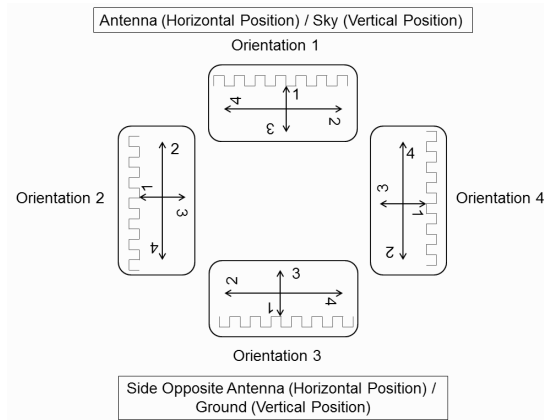 Antenna (Horizontal Position) / Sky (Vertical Position)
Orientation 1
1
4
2
3
Orientation 2
2
1
3
4
4
3
1
2
Orientation 4
3
2
4
1
Orientation 3
Side Opposite Antenna (Horizontal Position) /
Ground (Vertical Position)